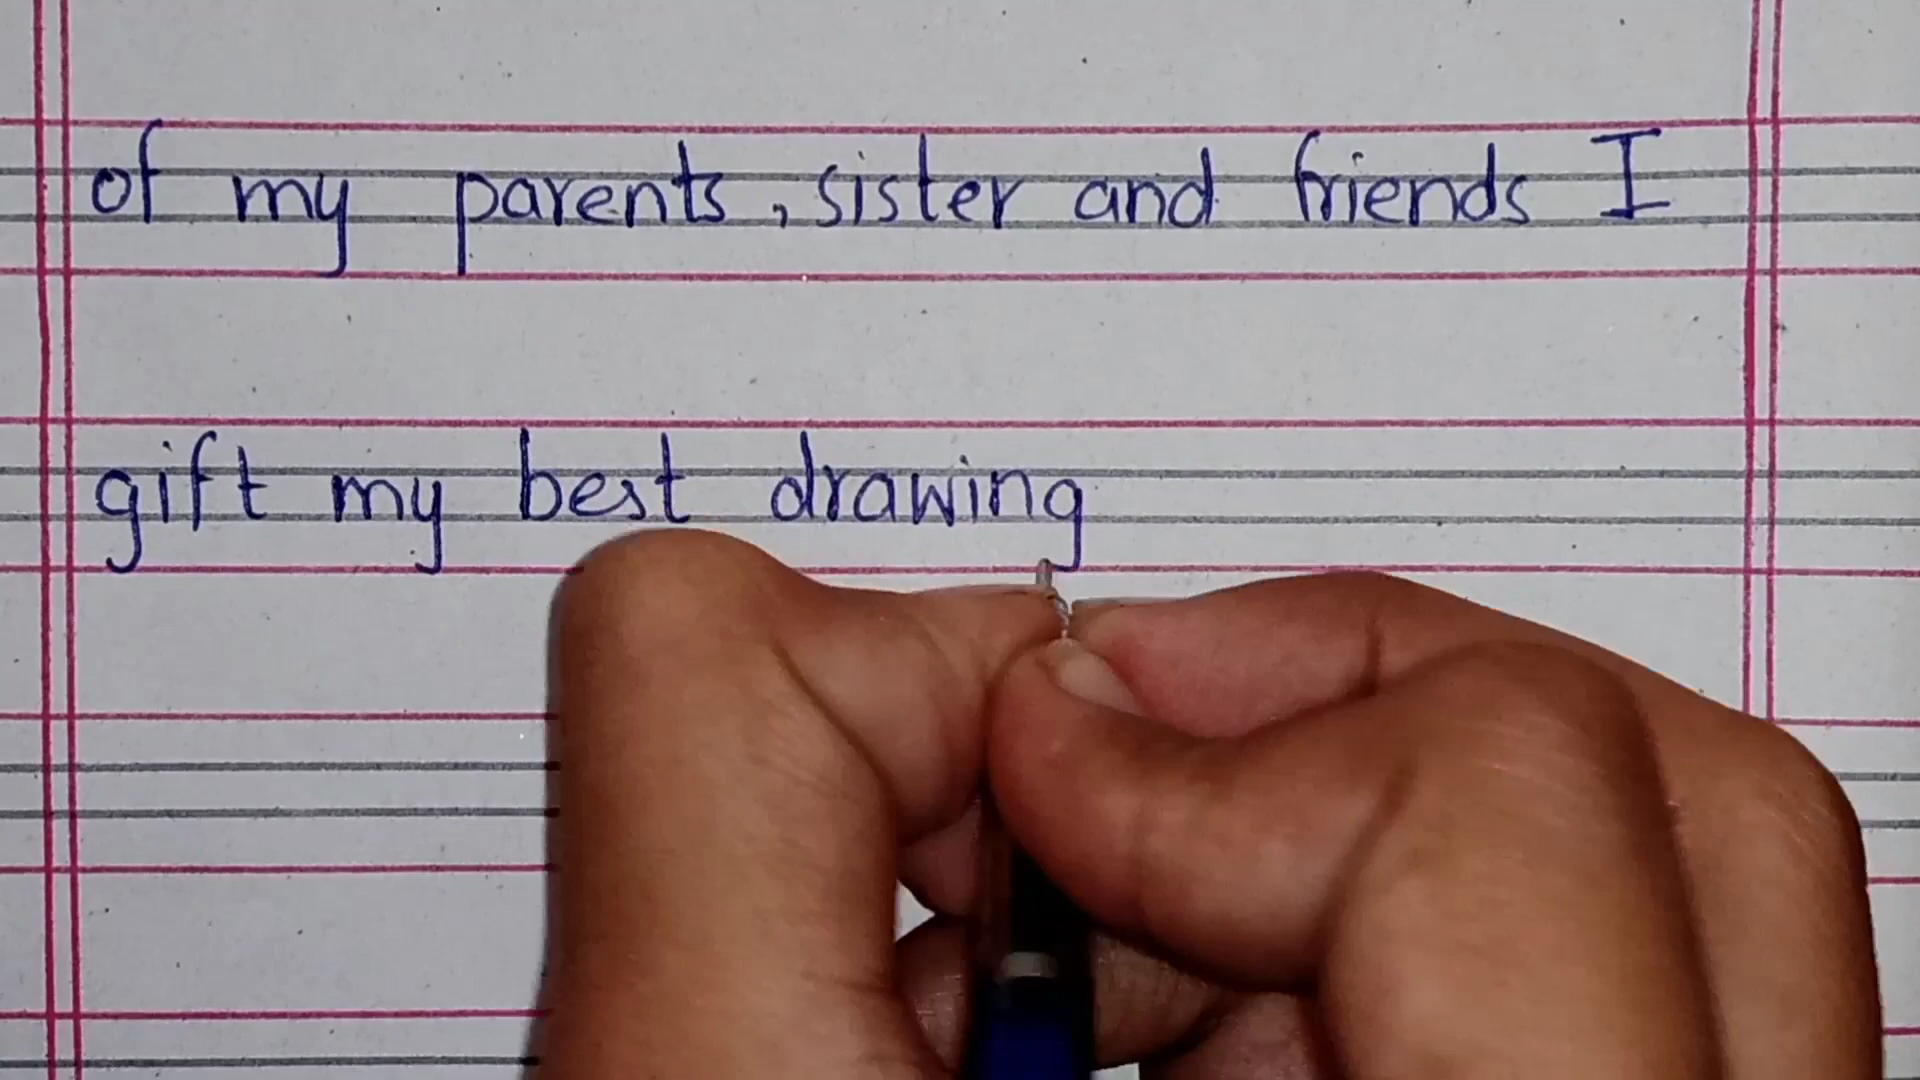 of my parents, sister and friends I
gift my best drawing